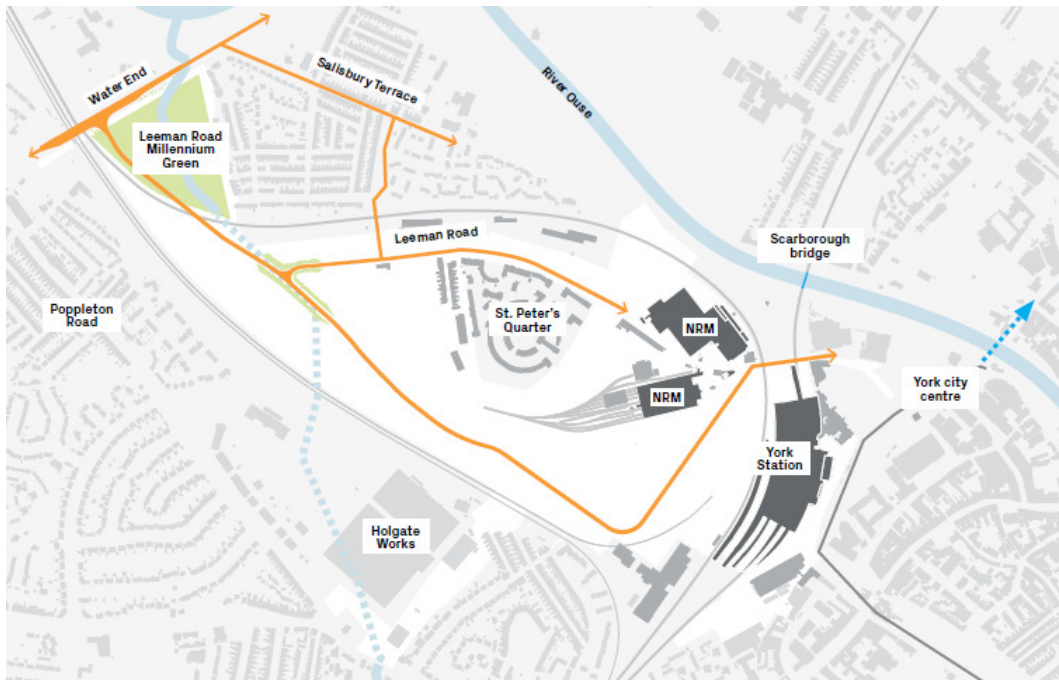 Water End
Salisbury Terrace
River Ouse
Leeman Road
Millennium
Green
Leeman Road
Scarborough
bridge
Poppleton
Road
St. Peter's
Quarter
NRM
NRM
York city
centre
York
Station
Holgate
Works